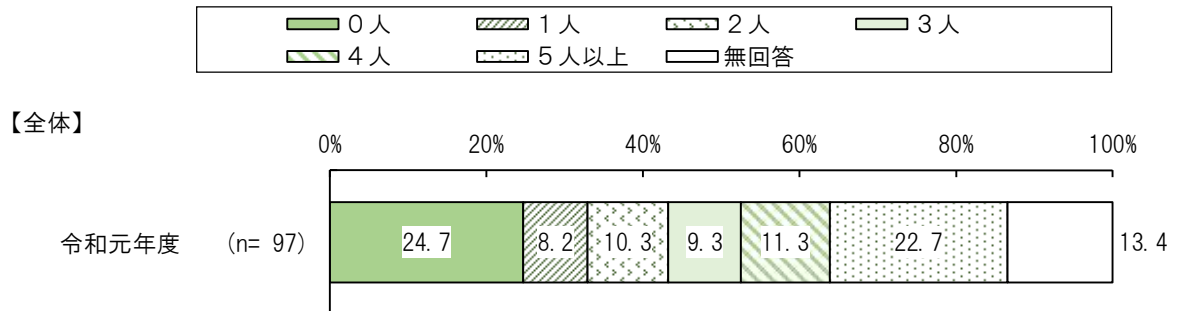 ０人 １人 ２人 ３人
４人 ５人以上 無回答
【全体】
0% 20% 40% 60% 80% 100%
令和元年度 (n= 97) 24.7 8.2 10.3 9.3 11.3 22.7 13.4